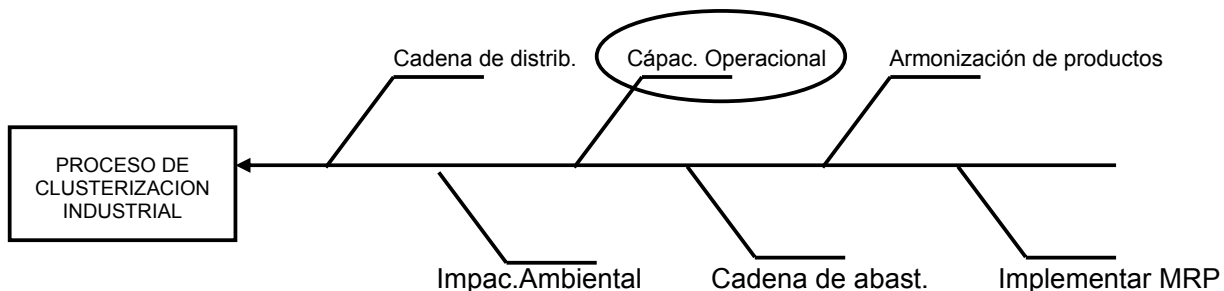 Cadena de distrib.
Cápac. Operacional
Armonización de productos
PROCESO DE
CLUSTERIZACION
INDUSTRIAL
Impac.Ambiental
Cadena de abast.
Implementar MRP